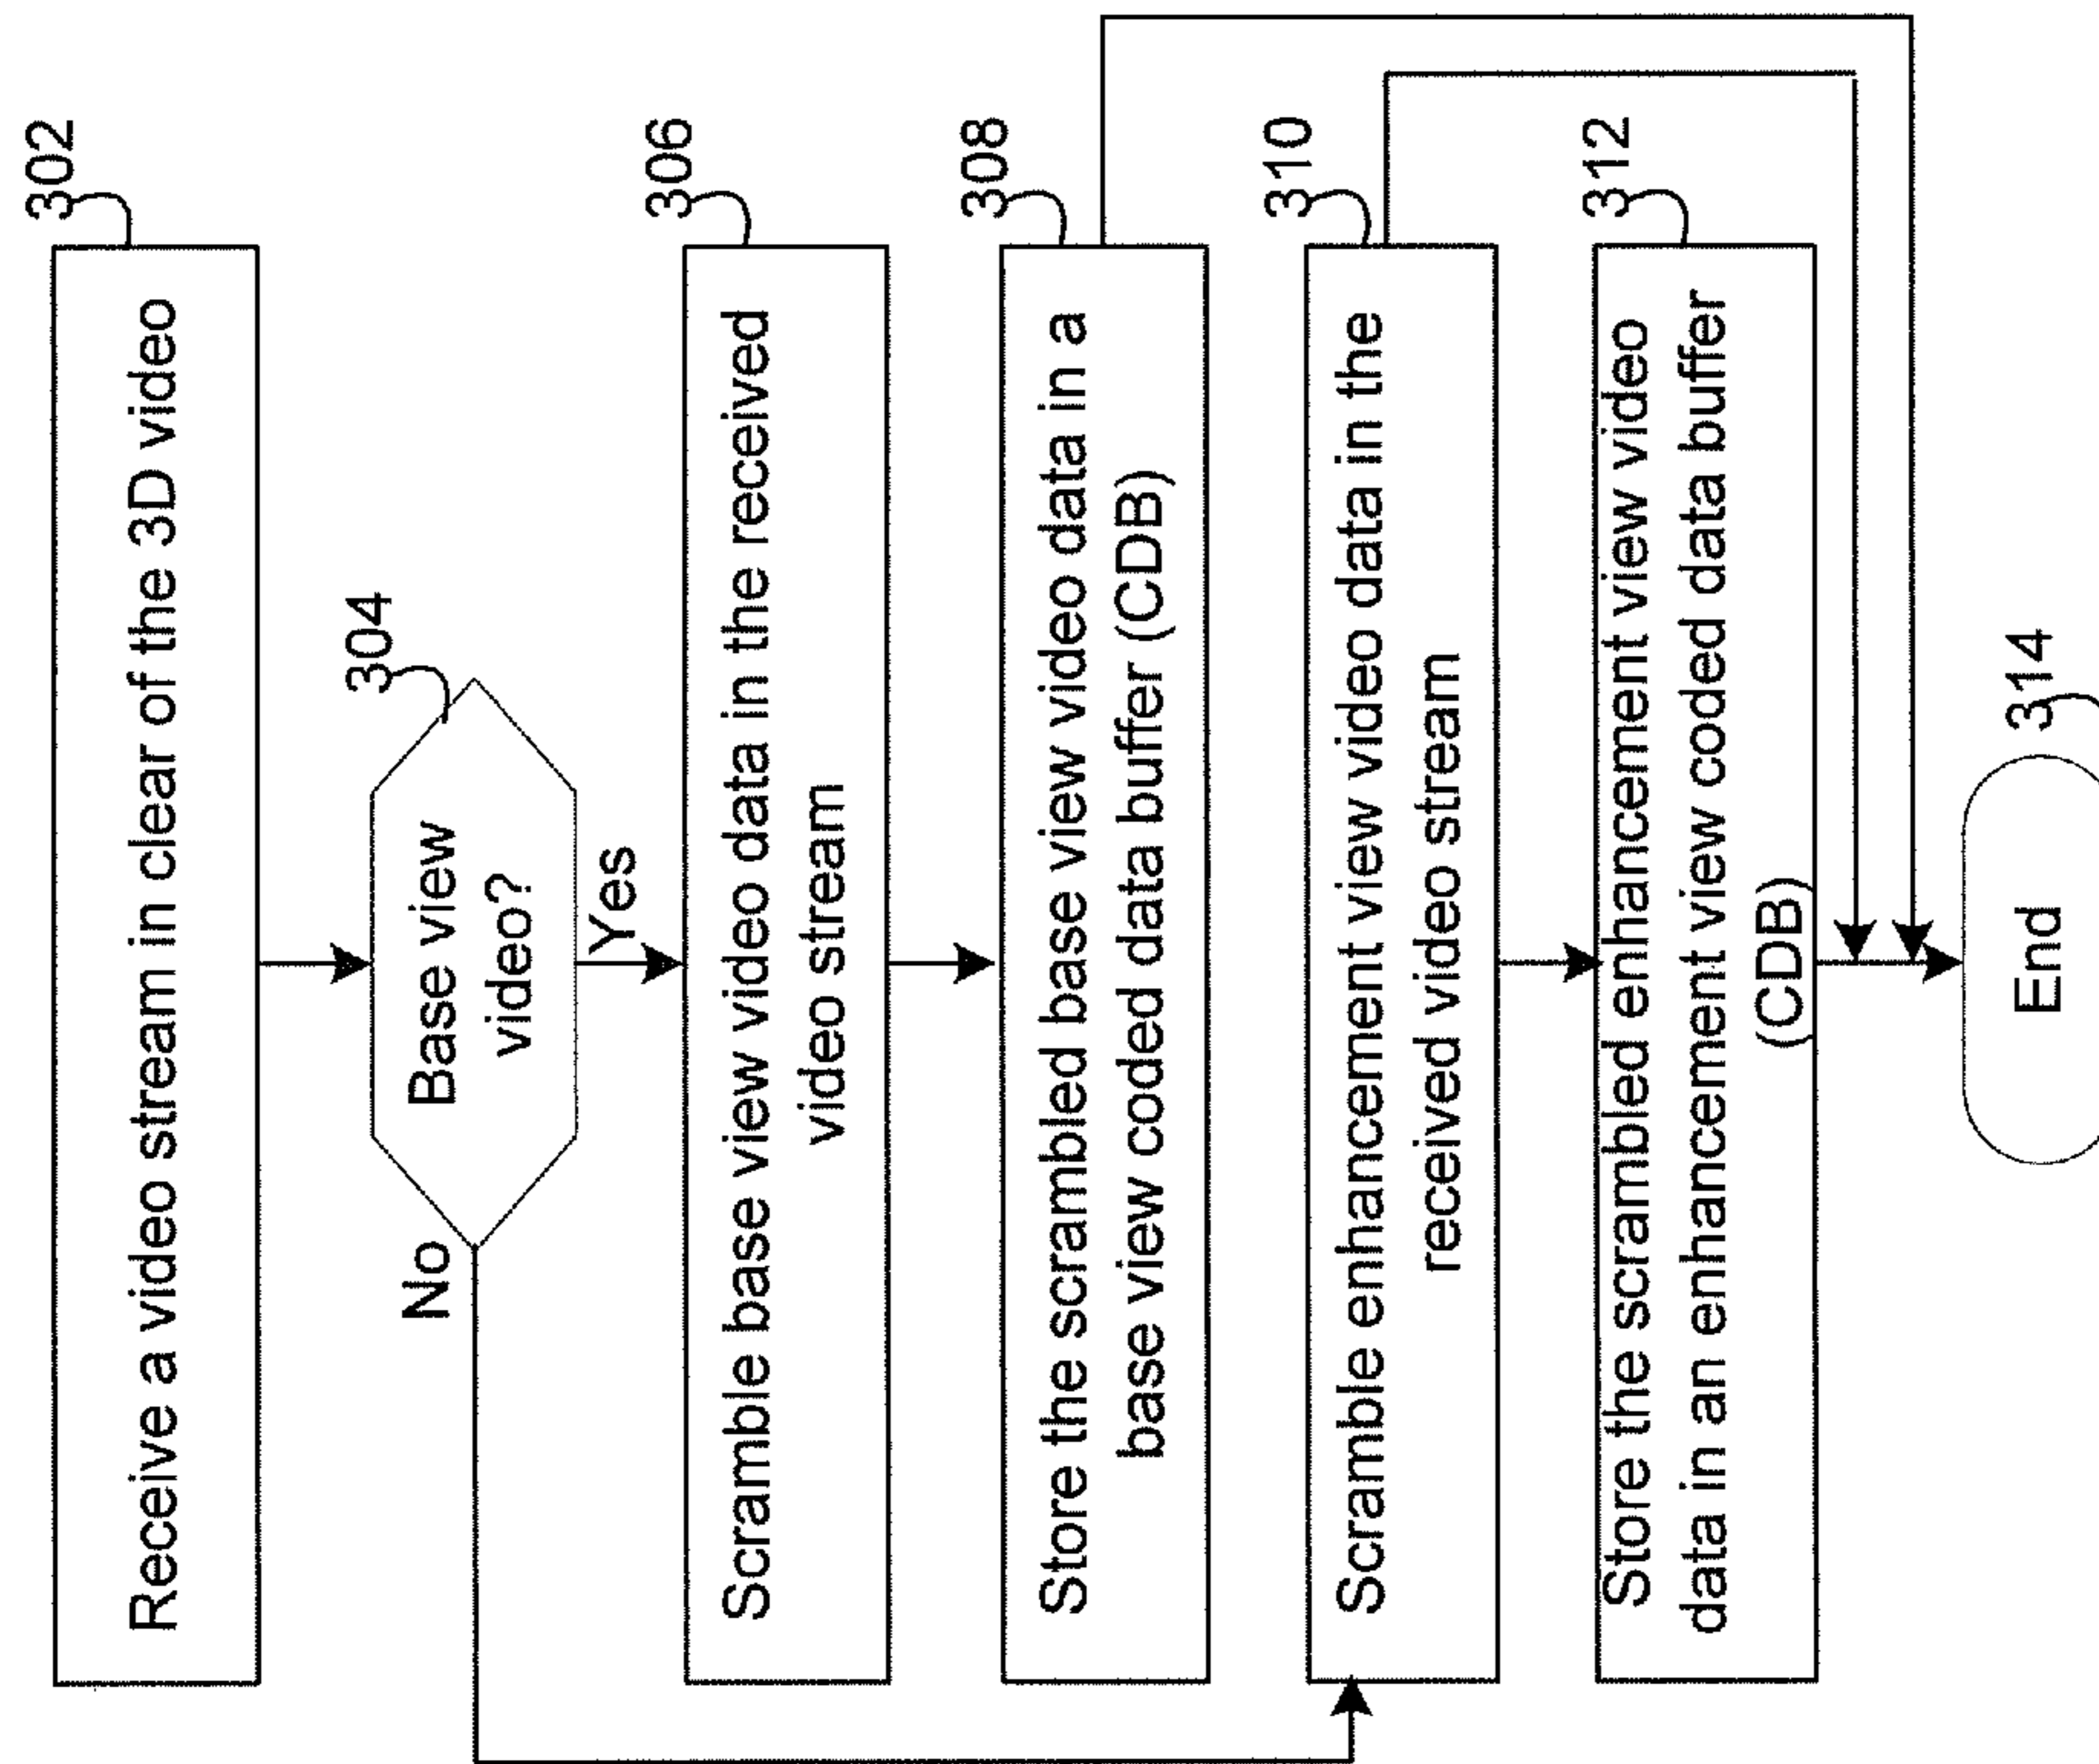 302
Receive a video stream in clear of the 3D video
304
Base view
video?
No
Yes
306
Scramble base view video data in the received
video stream
308
Store the scrambled base view video data in a
base view coded data buffer (CDB)
310
Scramble enhancement view video data in the
received video stream
312
Store the scrambled enhancement view video
data in an enhancement view coded data buffer
(CDB)
314
End